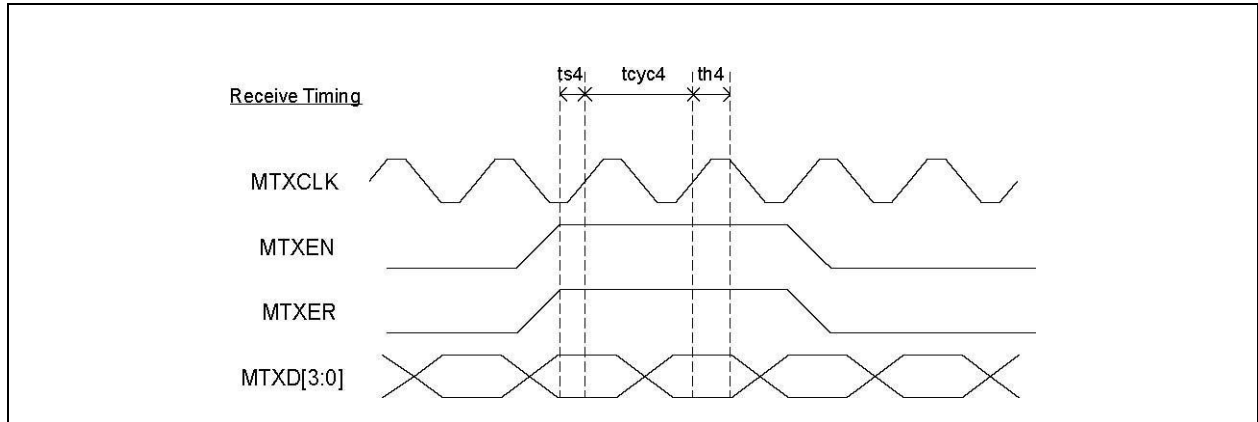 ts4 tcyc4 th4
Receive Timing
MTXCLK
MTXEN
MTXER
MTXD[3:0]